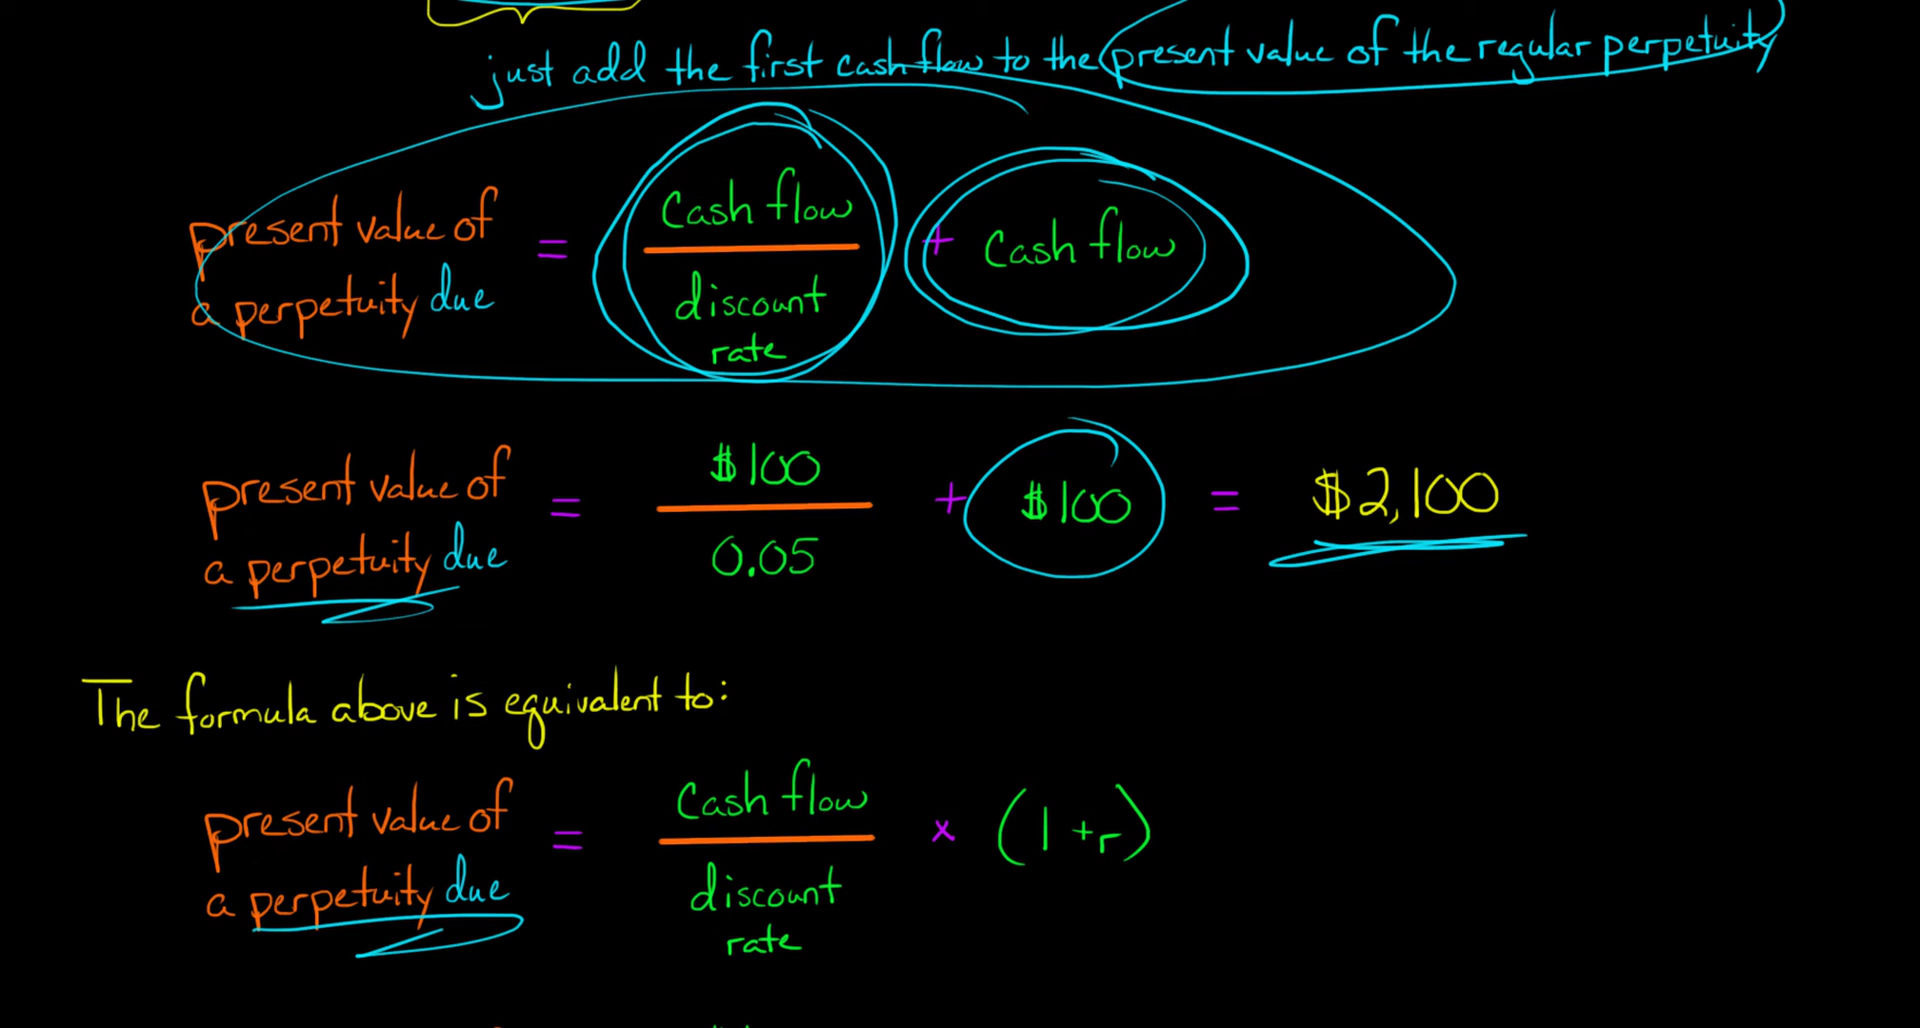 just add the first cash flow to the present value of the regular perpetuity
present value of
a perpetuity due
=
Cash flow
discount
rate
+ Cash flow
present value of
a perpetuity due
=
$100
0.05
+ $100 = $2,100
The formula above is equivalent to:
present value of
a perpetuity due
=
Cash flow
discount
rate
× (1 + r)